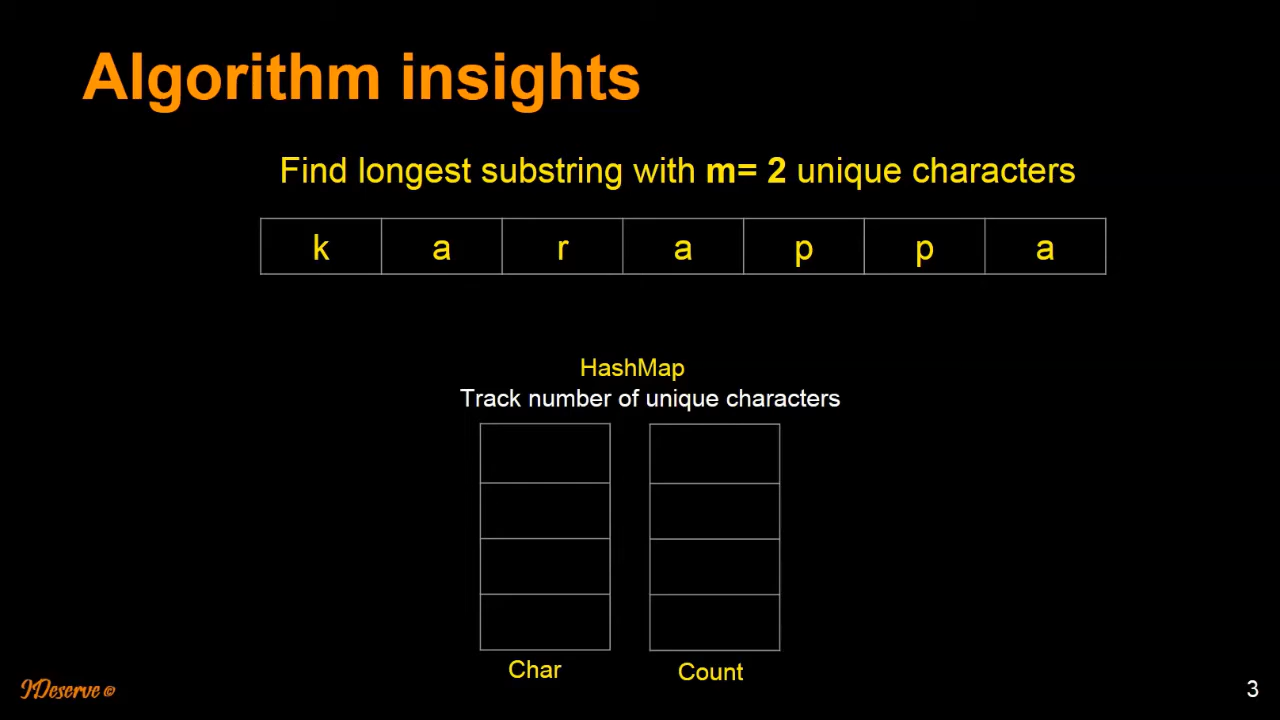 Algorithm insights
Find longest substring with m= 2 unique characters
k a r a p p a
HashMap
Track number of unique characters
Char Count
IDeserve ©
3